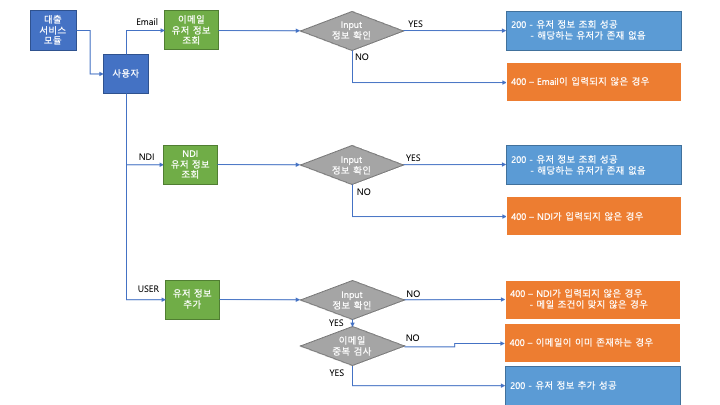 대출
서비스
모듈
사용자
Email
이메일
유저 정보
조회
Input
정보 확인
YES
200 - 유저 정보 조회 성공
- 해당하는 유저가 존재 없음
NO
400 – Email이 입력되지 않은 경우
NDI
NDI
유저 정보
조회
Input
정보 확인
YES
200 - 유저 정보 조회 성공
- 해당하는 유저가 존재 없음
NO
400 – NDI가 입력되지 않은 경우
USER
유저 정보
추가
Input
정보 확인
NO
400 – NDI가 입력되지 않은 경우
- 메일 조건이 맞지 않은 경우
YES
이메일
중복 검사
NO
400 – 이메일이 이미 존재하는 경우
YES
200 - 유저 정보 추가 성공